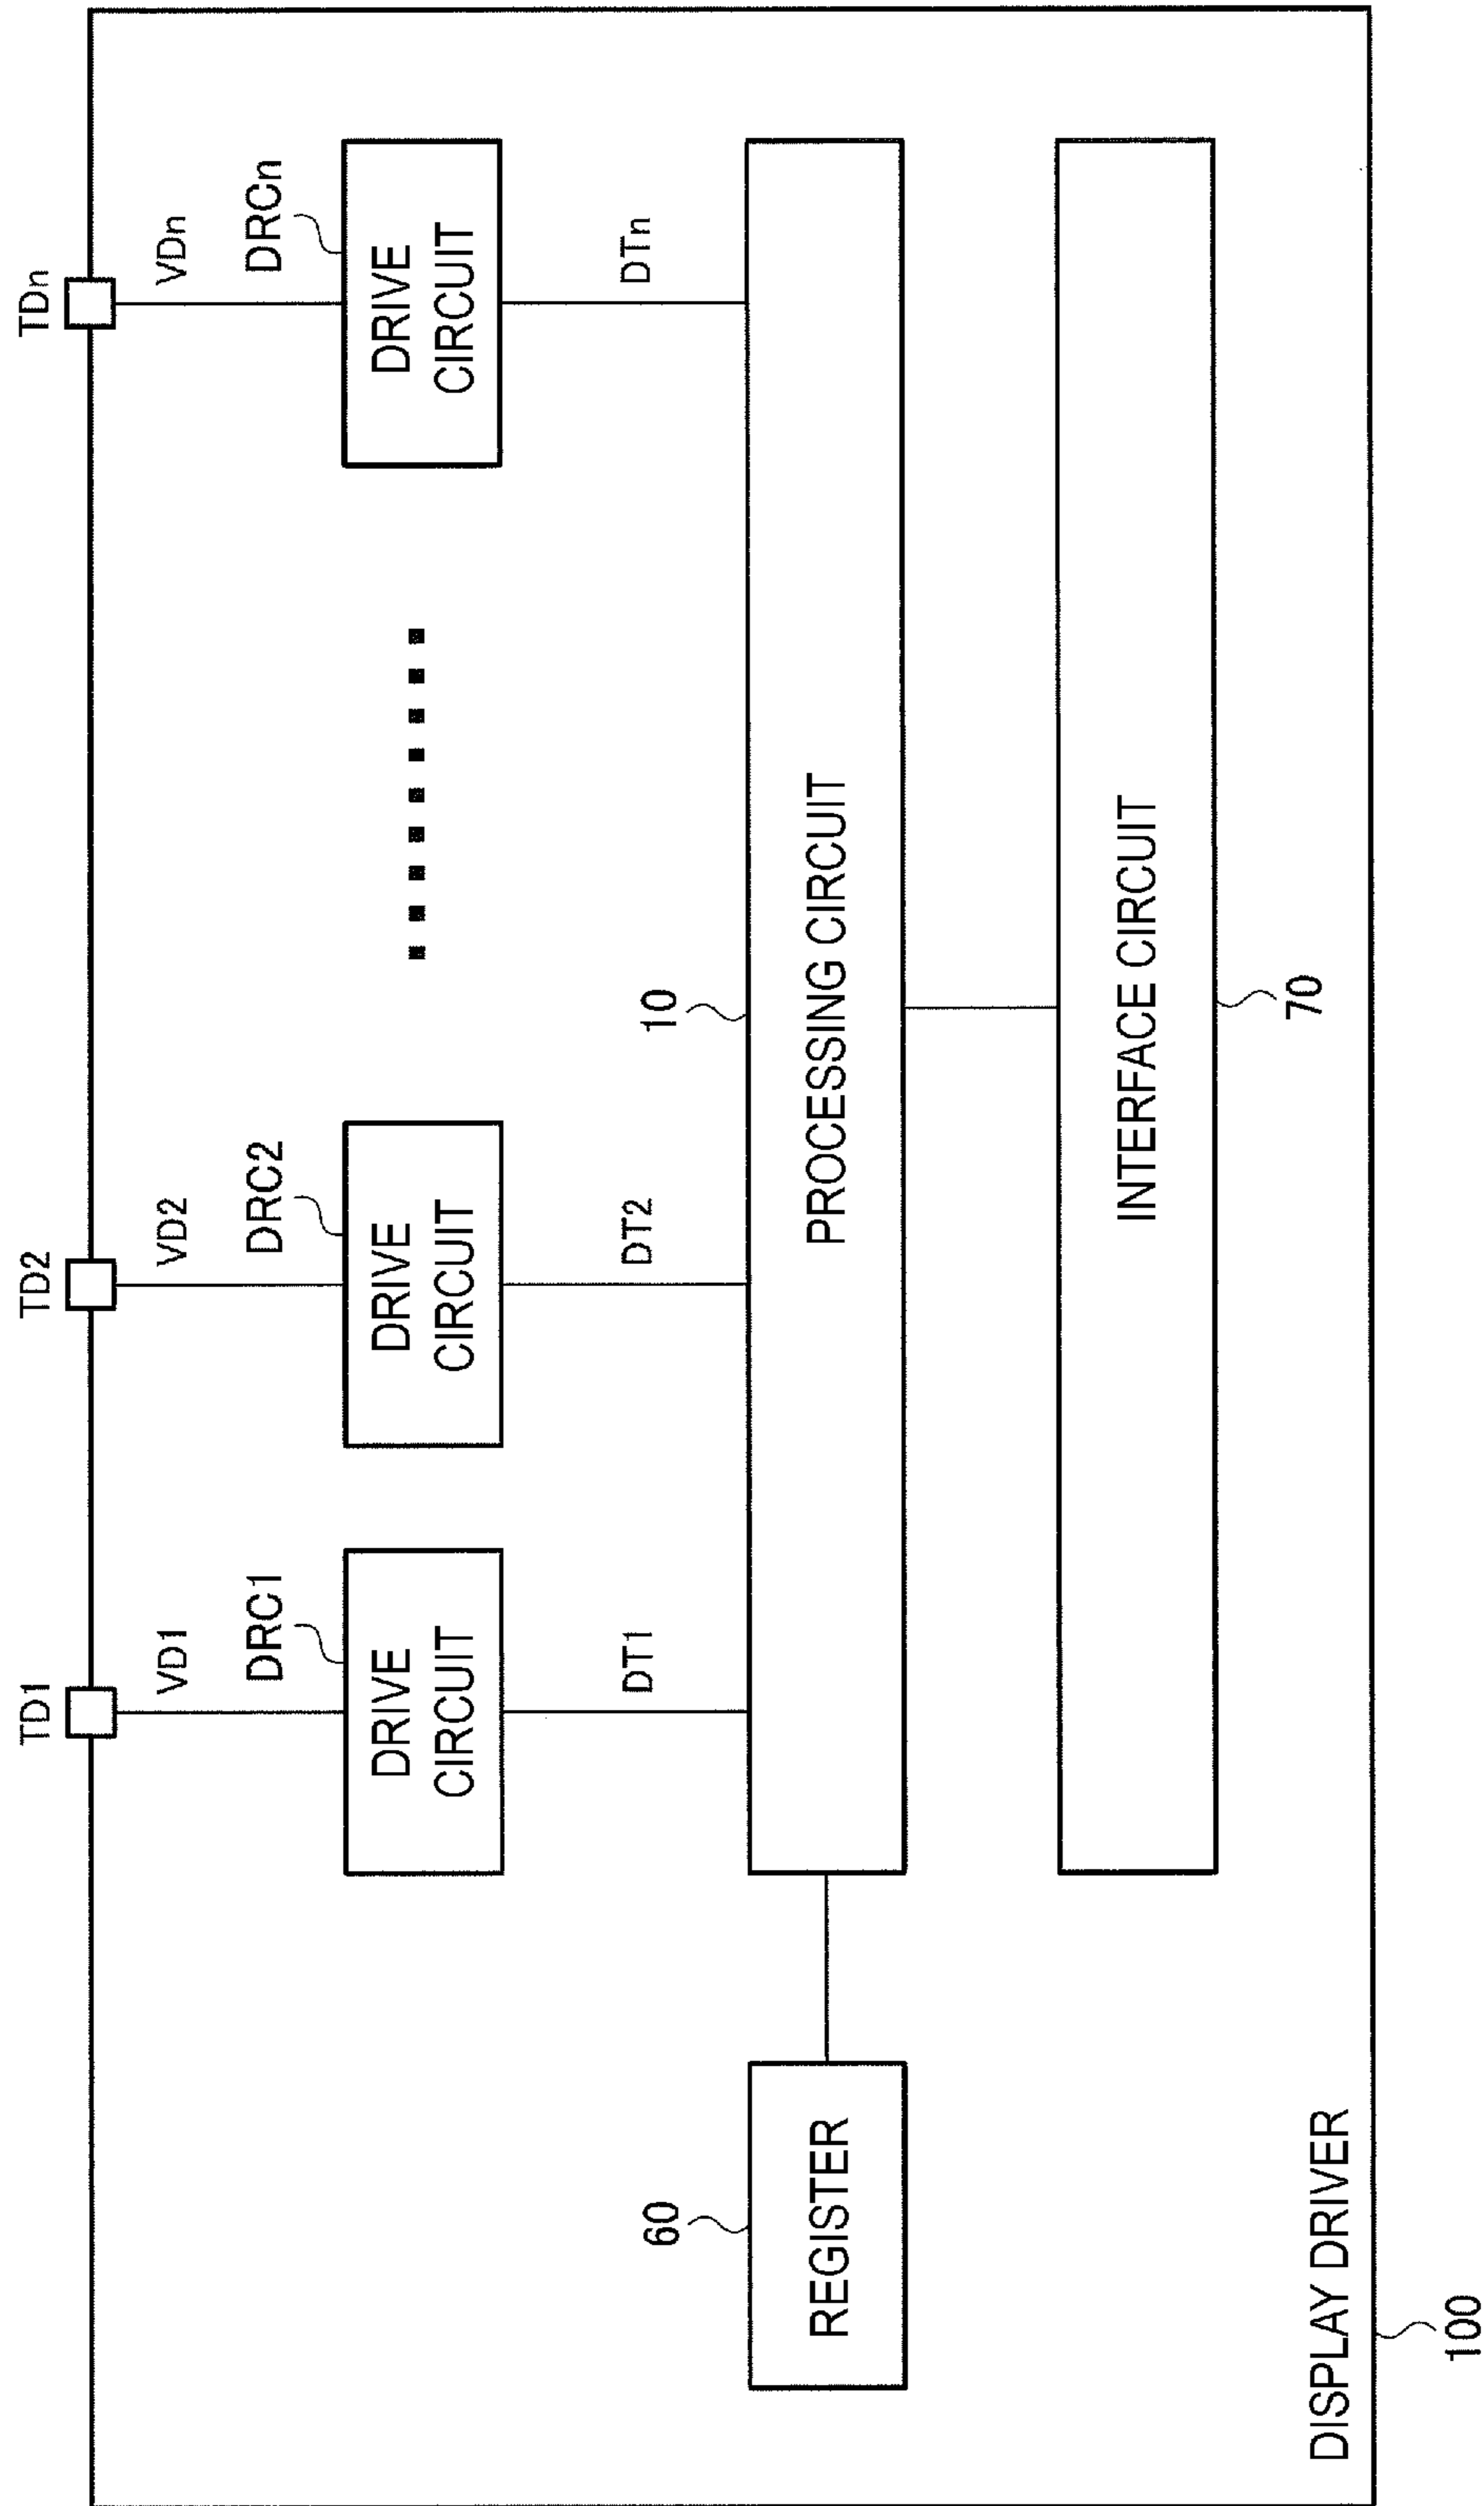 TD1
TD2
TDn
VD1
VD2
VDn
DRC1
DRC2
DRCn
DRIVE
CIRCUIT
DRIVE
CIRCUIT
DRIVE
CIRCUIT
DT1
DT2
DTn
60
10
REGISTER
PROCESSING CIRCUIT
INTERFACE CIRCUIT
70
DISPLAY DRIVER
100